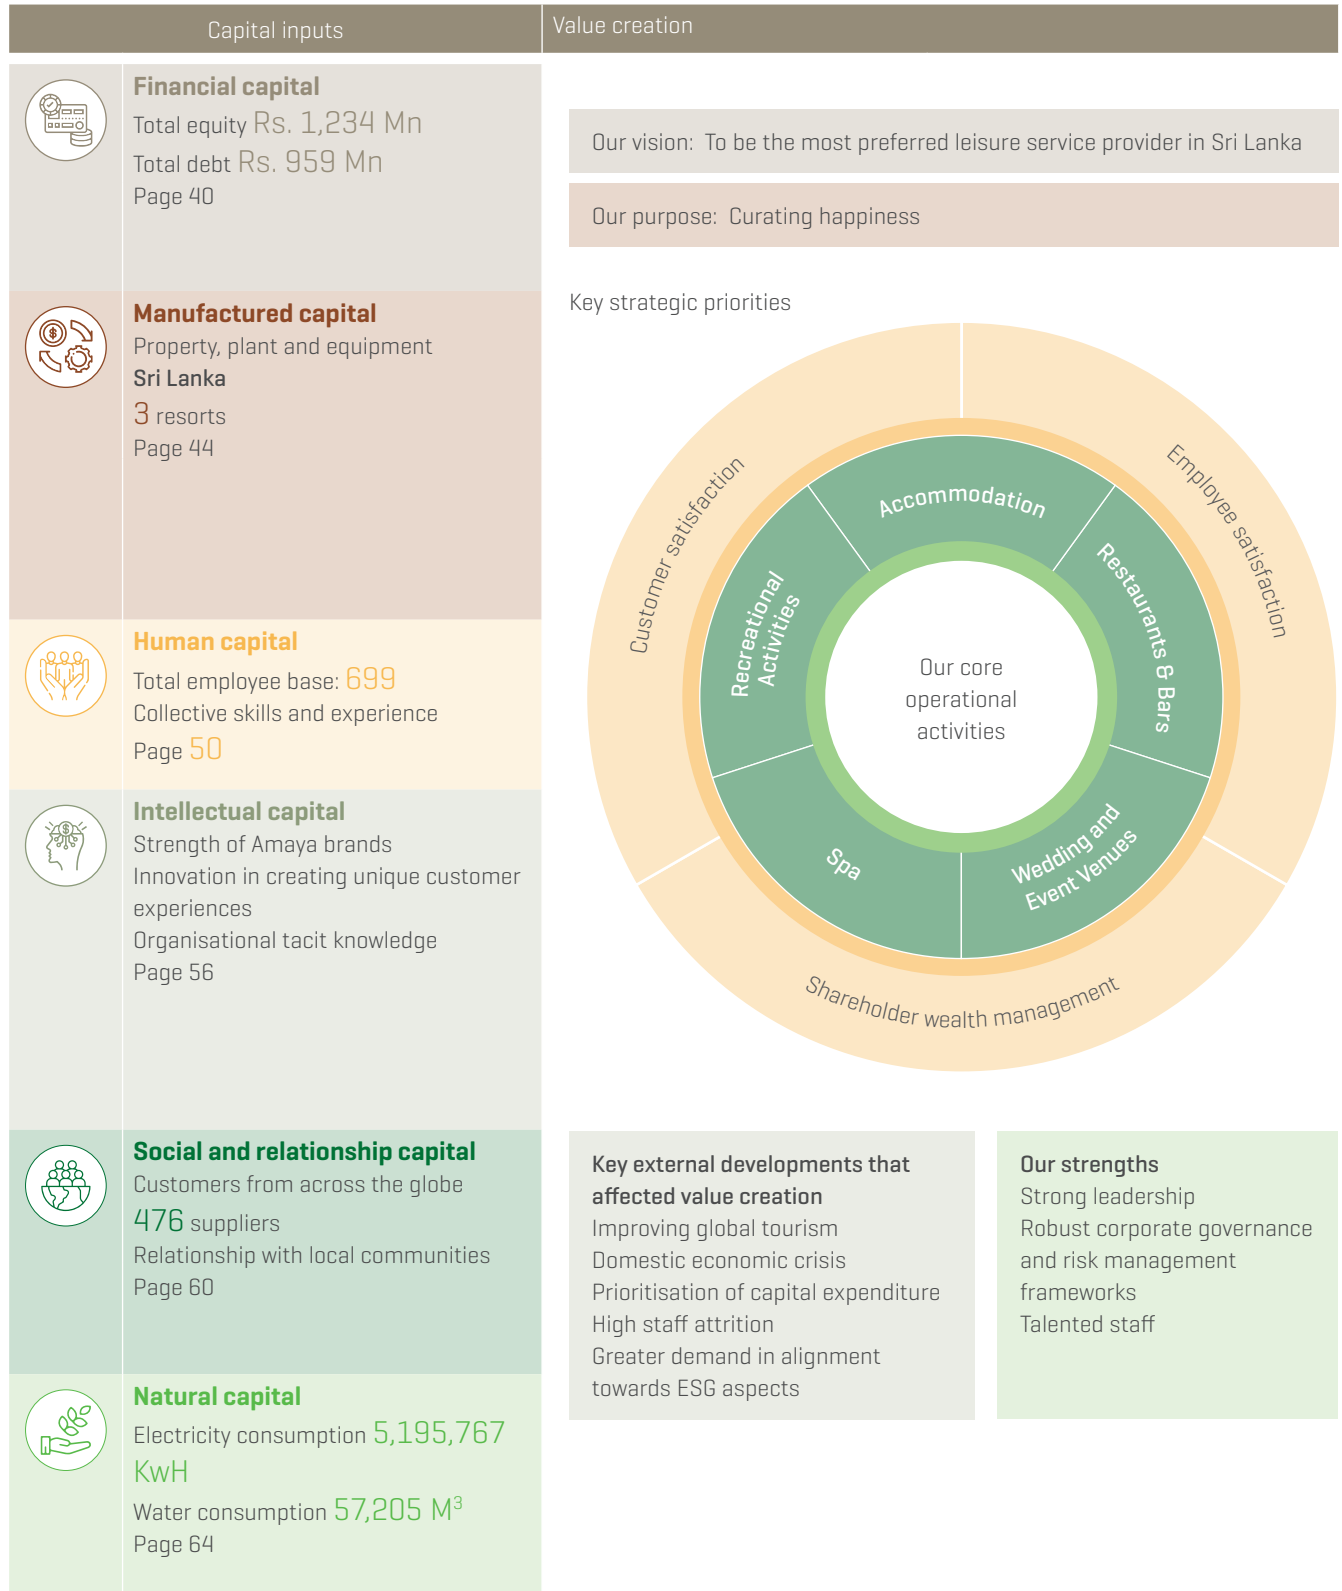 Capital inputs
Value creation
Financial capital
Total equity Rs. 1,234 Mn
Total debt Rs. 959 Mn
Page 40
Manufactured capital
Property, plant and equipment
Sri Lanka
3 resorts
Page 44
Human capital
Total employee base: 699
Collective skills and experience
Page 50
Intellectual capital
Strength of Amaya brands
Innovation in creating unique customer
experiences
Organisational tacit knowledge
Page 56
Social and relationship capital
Customers from across the globe
476 suppliers
Relationship with local communities
Page 60
Natural capital
Electricity consumption 5,195,767
KwH
Water consumption 57,205 M³
Page 64
Our vision: To be the most preferred leisure service provider in Sri Lanka
Our purpose: Curating happiness
Key strategic priorities
Customer satisfaction
Employee satisfaction
Shareholder wealth management
Accommodation
Restaurants & Bars
Wedding and
Event Venues
Spa
Recreational
Activities
Our core
operational
activities
Key external developments that
affected value creation
Improving global tourism
Domestic economic crisis
Prioritisation of capital expenditure
High staff attrition
Greater demand in alignment
towards ESG aspects
Our strengths
Strong leadership
Robust corporate governance
and risk management
frameworks
Talented staff